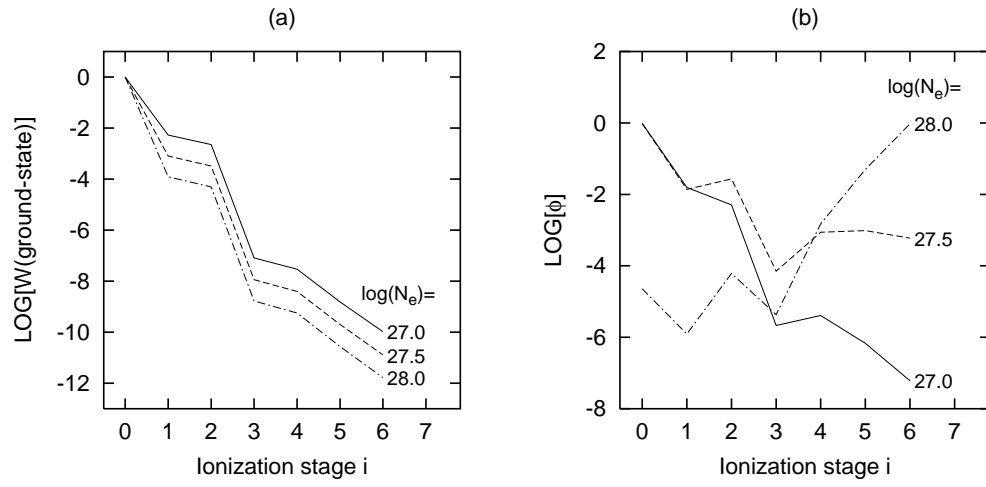 (a)
LOG[W(ground-state)]
0
-2
-4
-6
-8
-10
-12
log(Nₑ)=
27.0
27.5
28.0
0 1 2 3 4 5 6 7
Ionization stage i
(b)
LOG[ϕ]
2
0
-2
-4
-6
-8
log(Nₑ)=
28.0
27.5
27.0
0 1 2 3 4 5 6 7
Ionization stage i